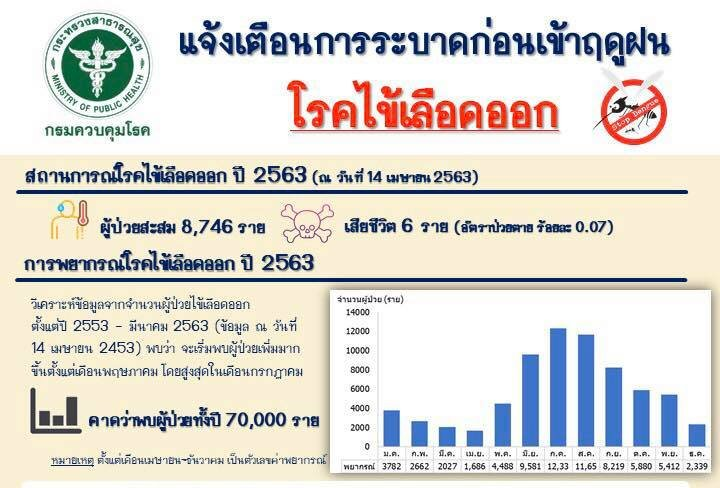 แจ้งเตือนการระบาดก่อนเข้าฤดูฝน
กระทรวงสาธารณสุข
MINISTRY OF PUBLIC HEALTH
กรมควบคุมโรค
โรคไข้เลือดออก
Stop Dengue
สถานการณ์โรคไข้เลือดออก ปี 2563 (ณ วันที่ 14 เมษายน 2563)
ผู้ป่วยสะสม 8,746 ราย
เสียชีวิต 6 ราย (อัตราป่วยตาย ร้อยละ 0.07)
การพยากรณ์โรคไข้เลือดออก ปี 2563
วิเคราะห์ข้อมูลจากจำนวนผู้ป่วยไข้เลือดออก
ตั้งแต่ปี 2553 - มีนาคม 2563 (ข้อมูล ณ วันที่
14 เมษายน 2453) พบว่า จะเริ่มพบผู้ป่วยเพิ่มมาก
ขึ้นตั้งแต่เดือนพฤษภาคม โดยสูงสุดในเดือนกรกฎาคม
คาดว่าพบผู้ป่วยทั้งปี 70,000 ราย
หมายเหตุ ตั้งแต่เดือนเมษายน-ธันวาคม เป็นตัวเลขค่าพยากรณ์
จำนวนผู้ป่วย (ราย)
14000
12000
10000
8000
6000
4000
2000
0
ม.ค. ก.พ. มี.ค. เม.ย. พ.ค. มิ.ย. ก.ค. ส.ค. ก.ย. ต.ค. พ.ย. ธ.ค.
พยากรณ์ 3782 2662 2027 1,686 4,488 9,581 12,33 11,65 8,219 5,880 5,412 2,339